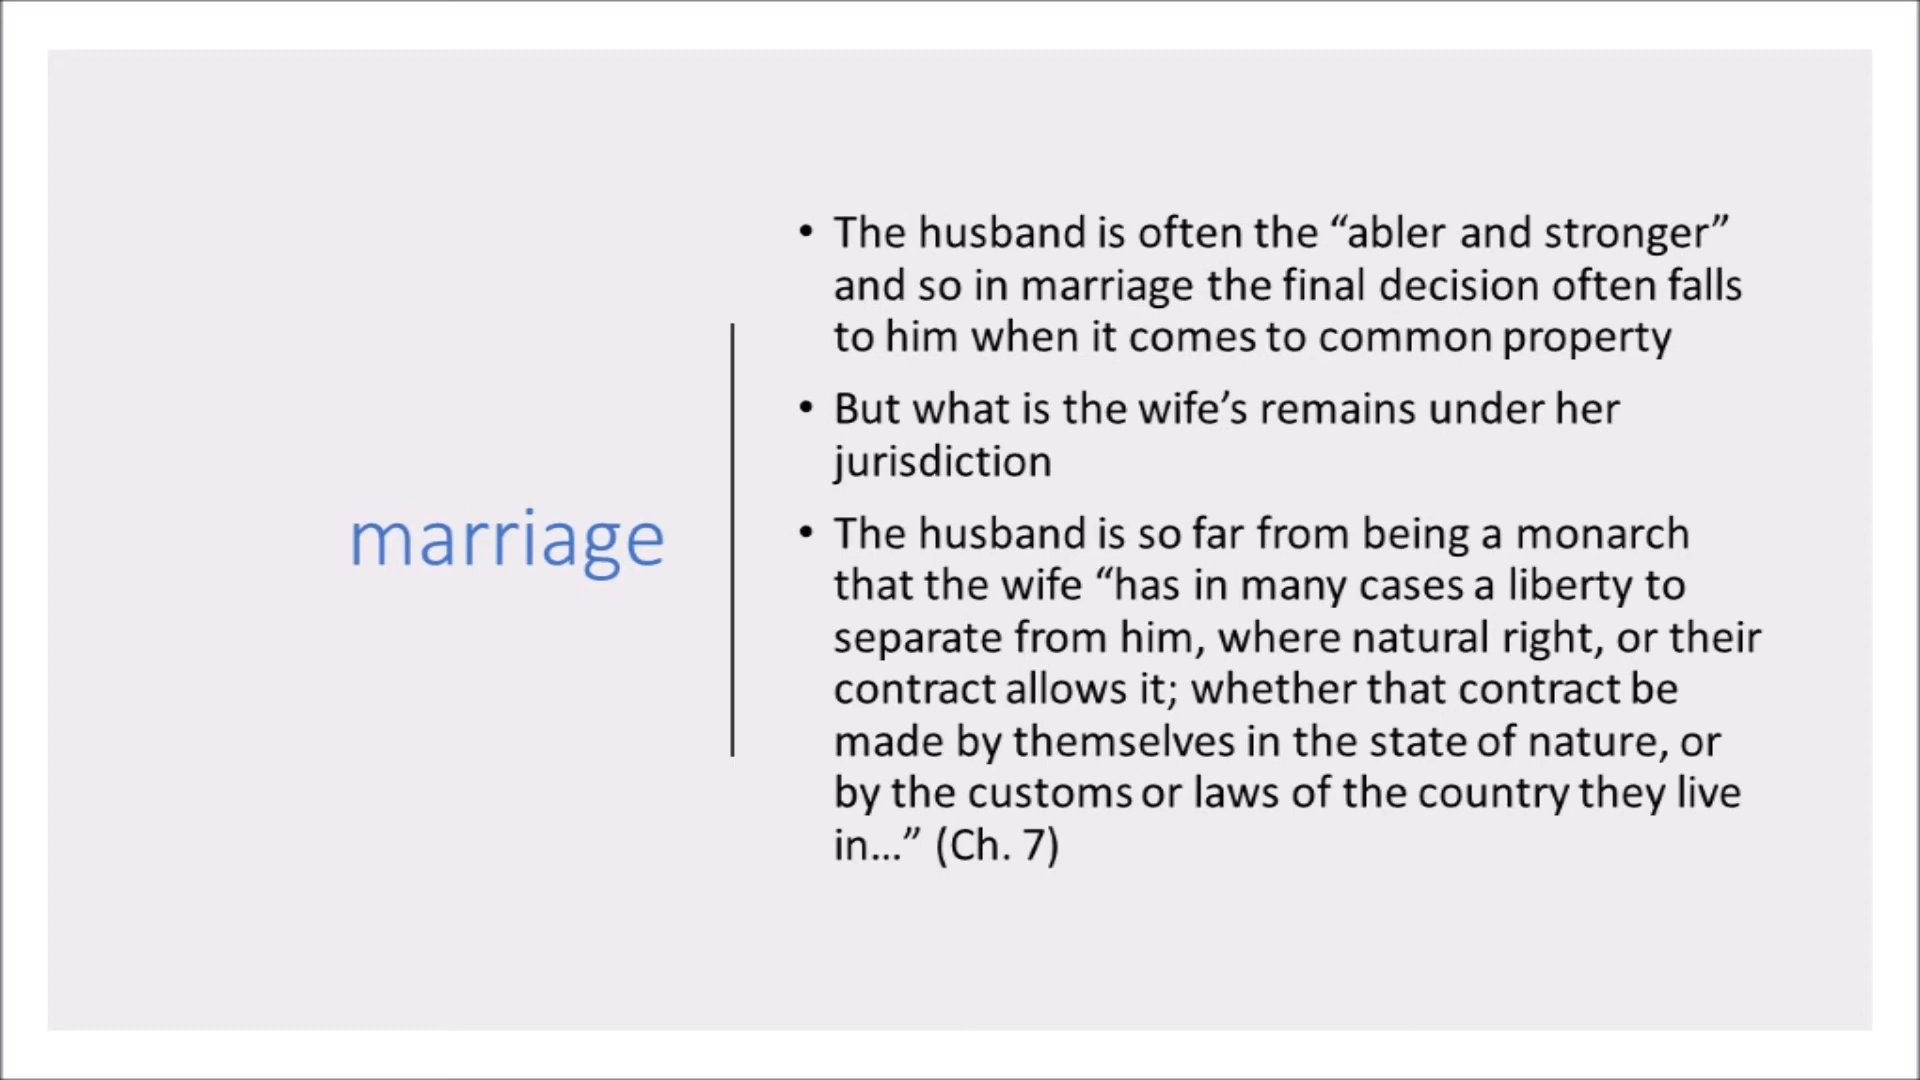 marriage
• The husband is often the “abler and stronger”
and so in marriage the final decision often falls
to him when it comes to common property
• But what is the wife’s remains under her
jurisdiction
• The husband is so far from being a monarch
that the wife “has in many cases a liberty to
separate from him, where natural right, or their
contract allows it; whether that contract be
made by themselves in the state of nature, or
by the customs or laws of the country they live
in…” (Ch. 7)